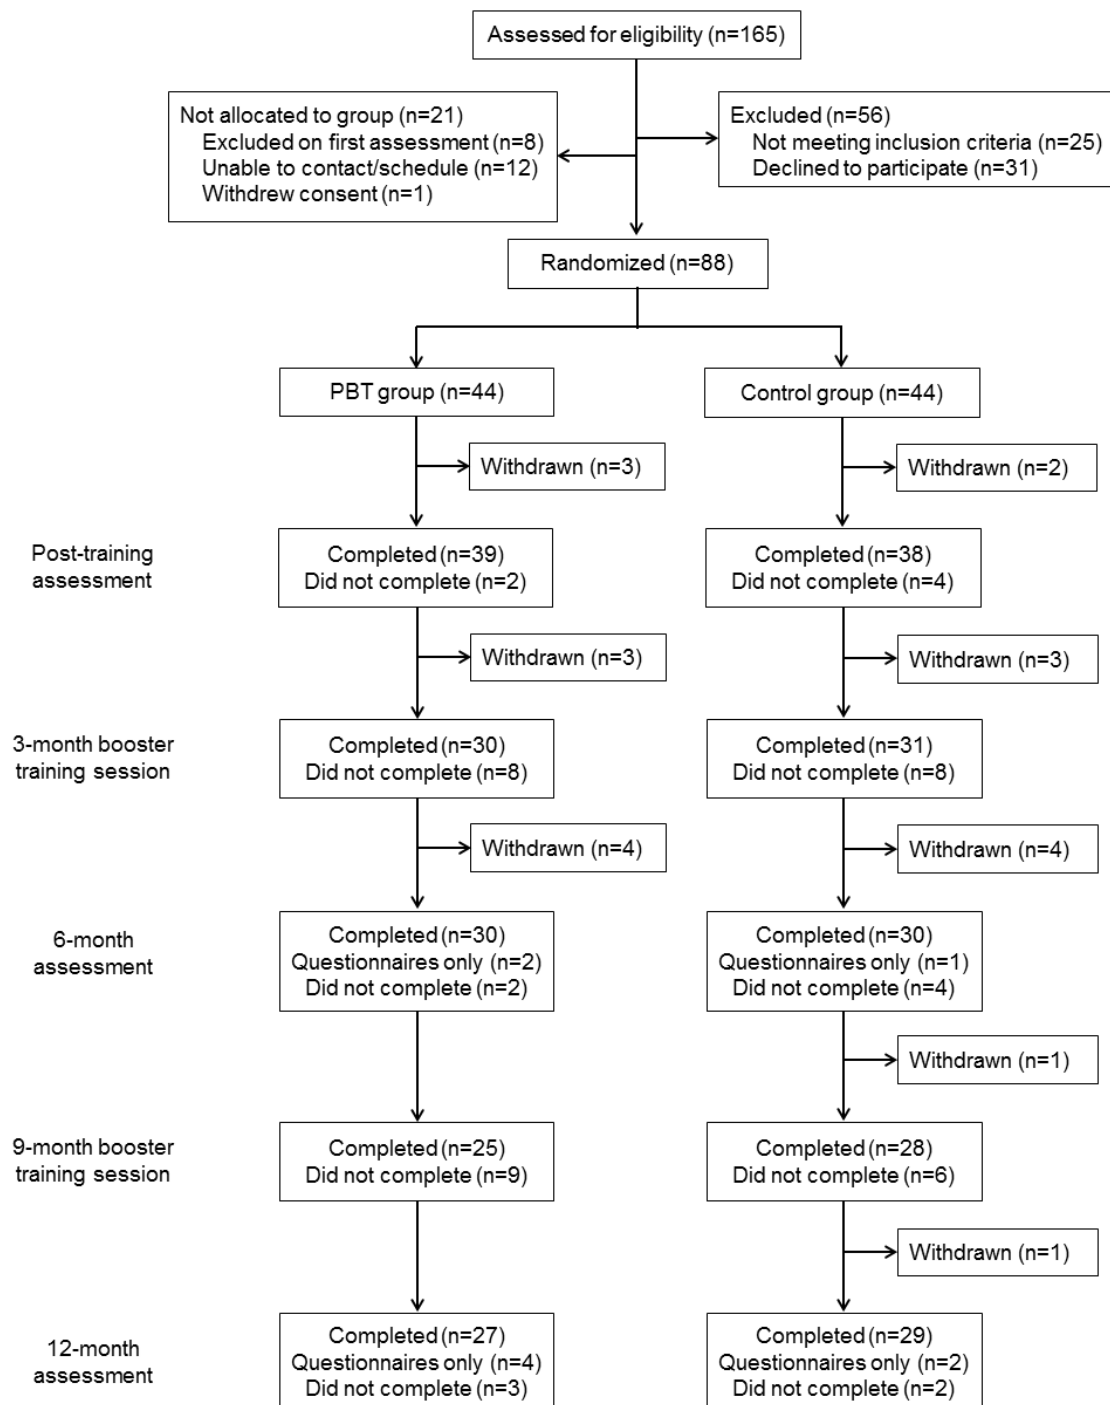 Assessed for eligibility (n=165)
Not allocated to group (n=21)
Excluded on first assessment (n=8)
Unable to contact/schedule (n=12)
Withdrew consent (n=1)
Excluded (n=56)
Not meeting inclusion criteria (n=25)
Declined to participate (n=31)
Randomized (n=88)
PBT group (n=44)
Control group (n=44)
Withdrawn (n=3)
Withdrawn (n=2)
Post-training
assessment
Completed (n=39)
Did not complete (n=2)
Completed (n=38)
Did not complete (n=4)
Withdrawn (n=3)
Withdrawn (n=3)
3-month booster
training session
Completed (n=30)
Did not complete (n=8)
Completed (n=31)
Did not complete (n=8)
Withdrawn (n=4)
Withdrawn (n=4)
6-month
assessment
Completed (n=30)
Questionnaires only (n=2)
Did not complete (n=2)
Completed (n=30)
Questionnaires only (n=1)
Did not complete (n=4)
Withdrawn (n=1)
9-month booster
training session
Completed (n=25)
Did not complete (n=9)
Completed (n=28)
Did not complete (n=6)
Withdrawn (n=1)
12-month
assessment
Completed (n=27)
Questionnaires only (n=4)
Did not complete (n=3)
Completed (n=29)
Questionnaires only (n=2)
Did not complete (n=2)